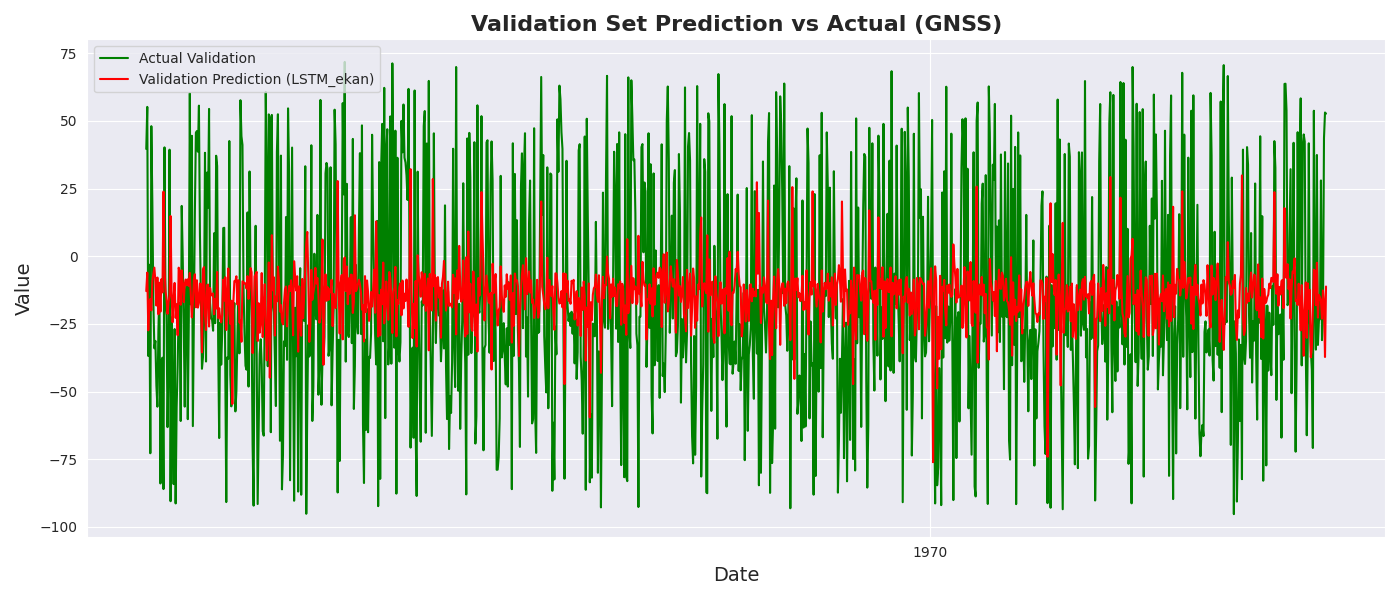 Validation Set Prediction vs Actual (GNSS)
Actual Validation
Validation Prediction (LSTM_ekan)
75
50
25
0
−25
−50
−75
−100
Value
1970
Date